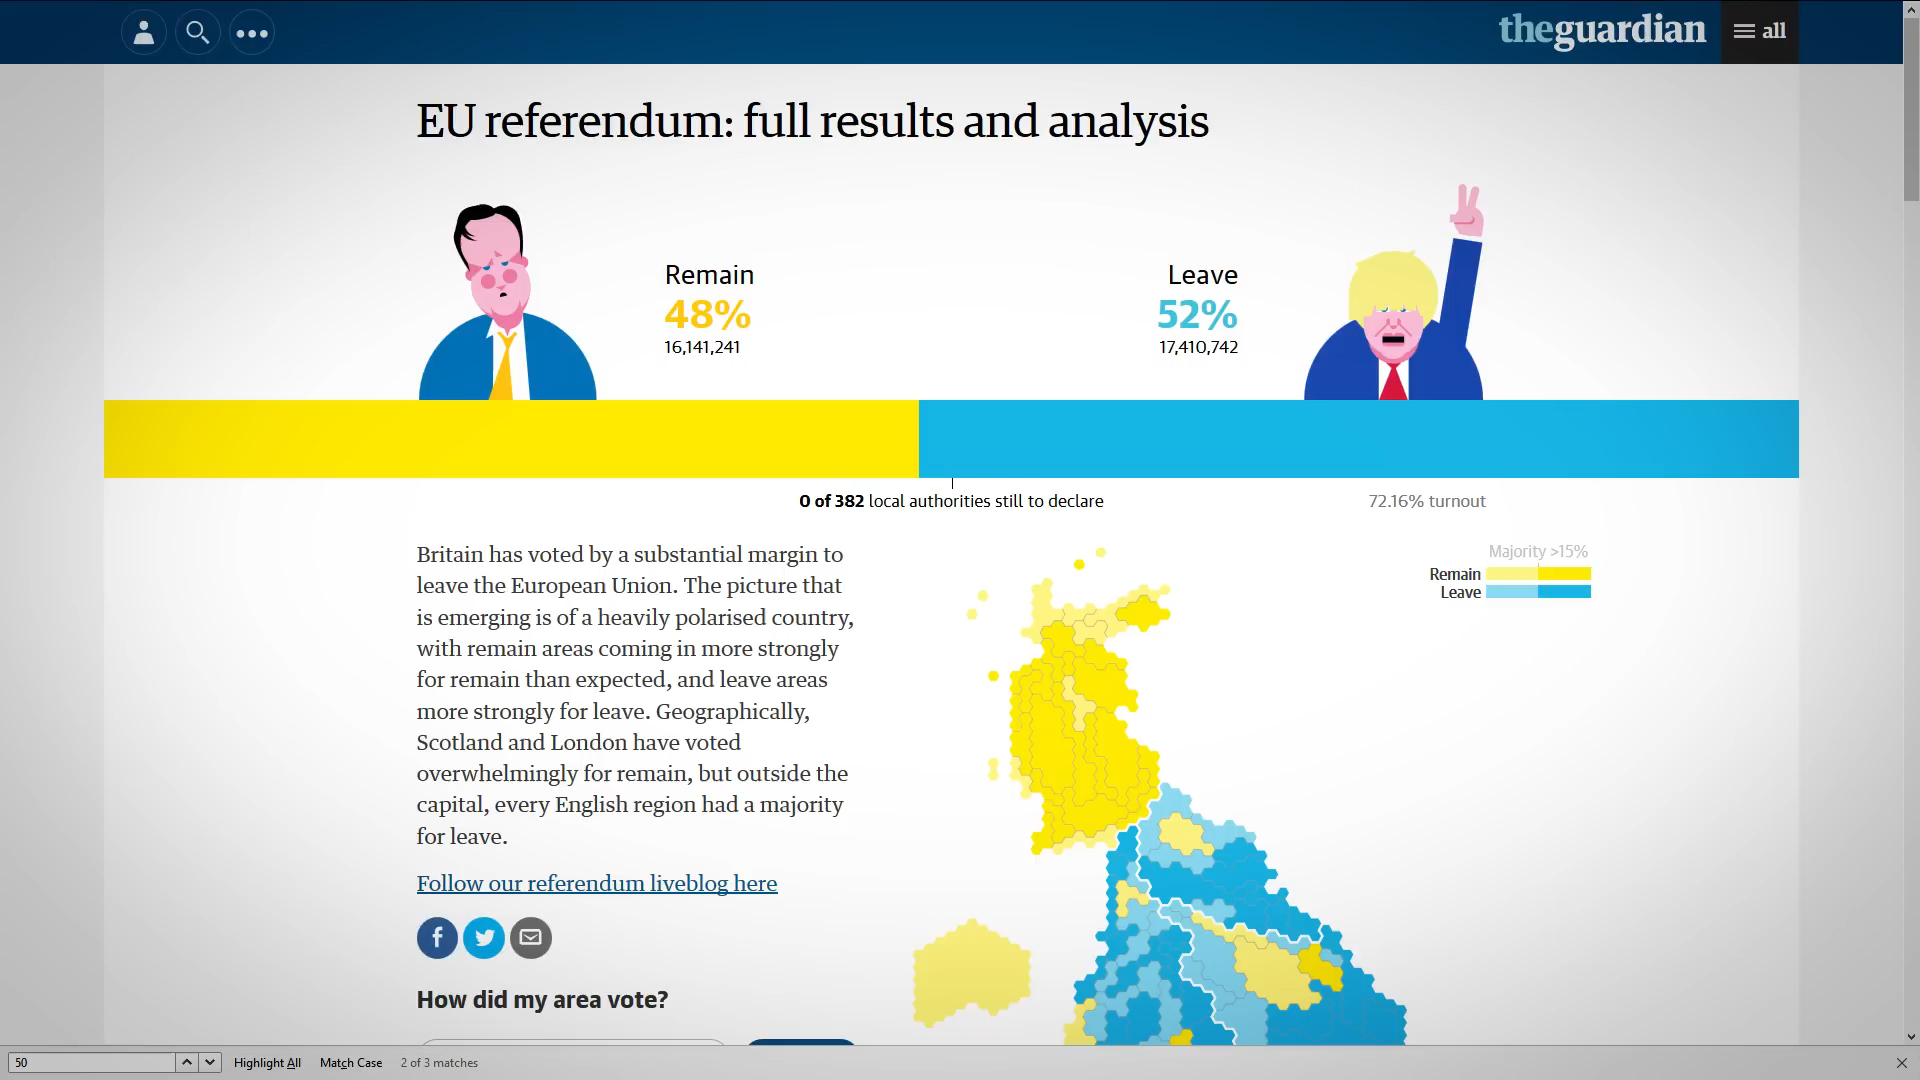 theguardian
all
EU referendum: full results and analysis
Remain
48%
16,141,241
Leave
52%
17,410,742
0 of 382 local authorities still to declare
72.16% turnout
Britain has voted by a substantial margin to
leave the European Union. The picture that
is emerging is of a heavily polarised country,
with remain areas coming in more strongly
for remain than expected, and leave areas
more strongly for leave. Geographically,
Scotland and London have voted
overwhelmingly for remain, but outside the
capital, every English region had a majority
for leave.
Follow our referendum liveblog here
How did my area vote?
Majority >15%
Remain
Leave
50
Highlight All
Match Case
2 of 3 matches